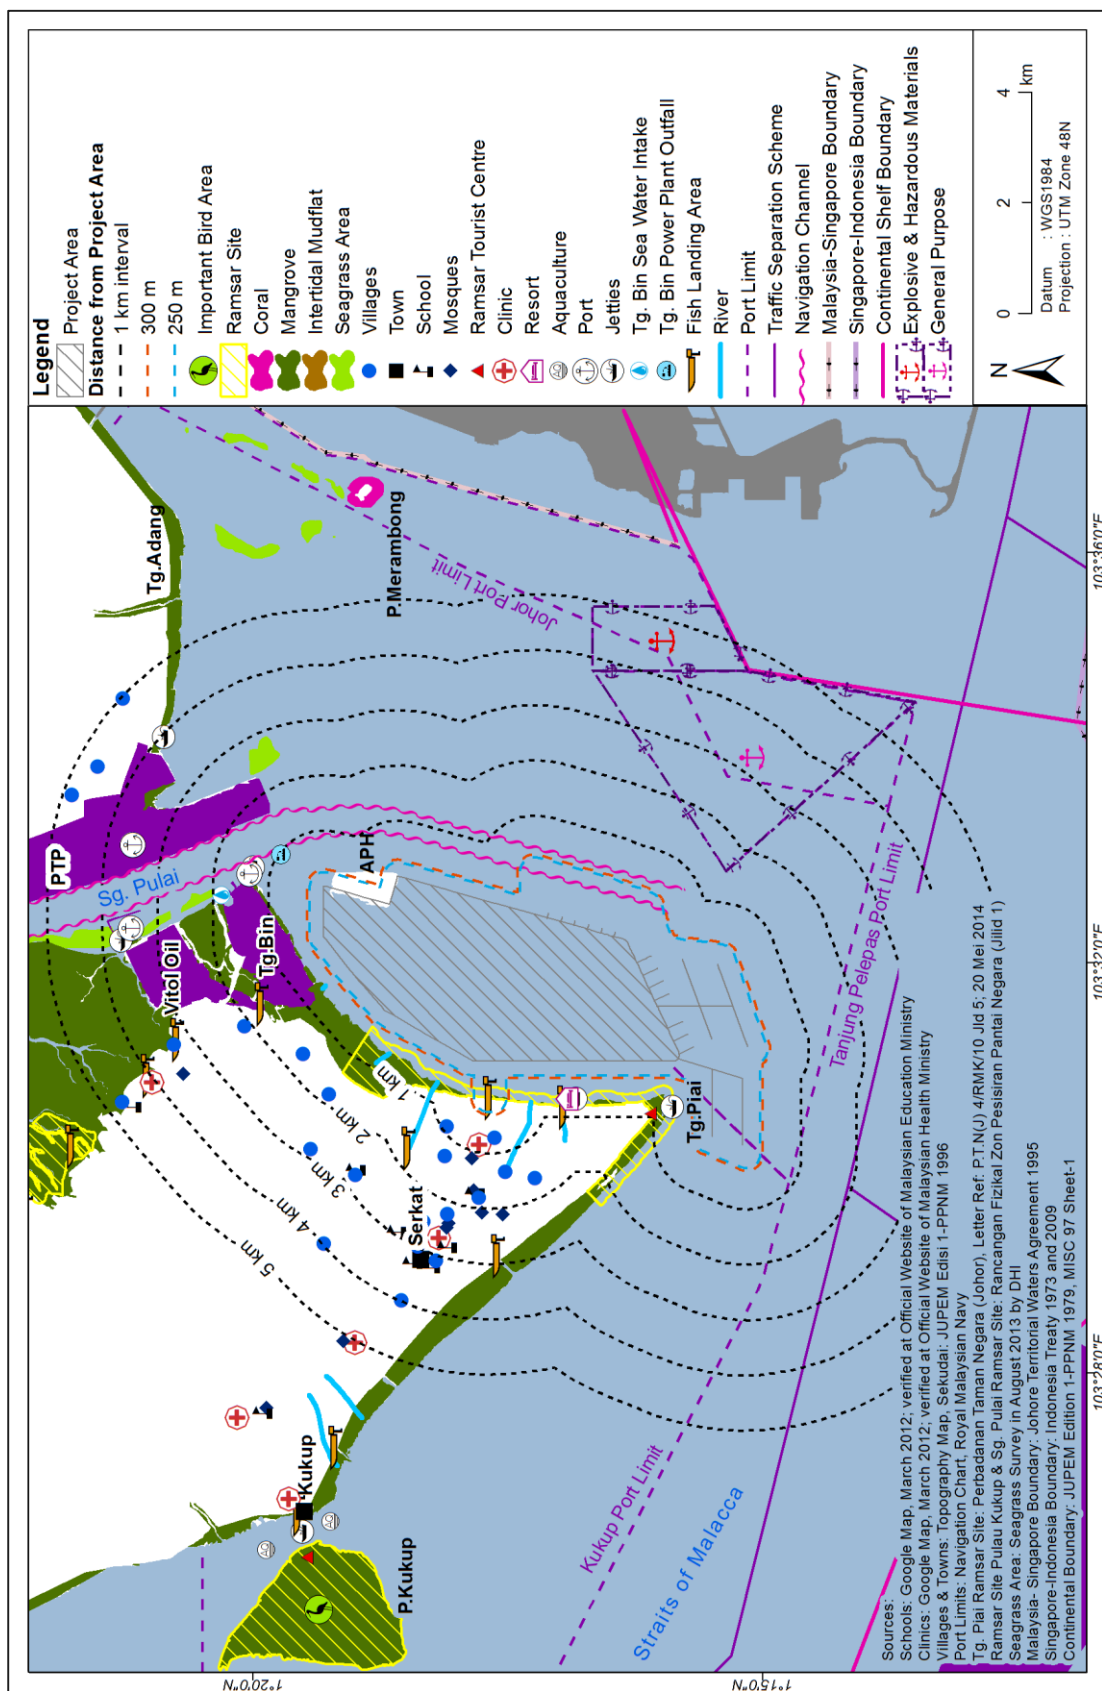 Tg.Adang
PTP
Sg. Pulai
P.Merambong
Johor Port Limit
Vitol Oil
Tg.Bin
APH
1 km
2 km
3 km
4 km
5 km
Serkat
Tg.Piai
Kukup
P.Kukup
AQ
AQ
Tanjung Pelepas Port Limit
Kukup Port Limit
Straits of Malacca
Sources:
Schools: Google Map, March 2012; verified at Official Website of Malaysian Education Ministry
Clinics: Google Map, March 2012; verified at Official Website of Malaysian Health Ministry
Villages & Towns: Topography Map, Sekudai: JUPEM Edisi 1-PPNM 1996
Port Limits: Navigation Chart, Royal Malaysian Navy
Tg. Piai Ramsar Site: Perbadanan Taman Negara (Johor), Letter Ref: P.T.N(J) 4/RMK/10 Jld 5; 20 Mei 2014
Ramsar Site Pulau Kukup & Sg. Pulai Ramsar Site: Rancangan Fizikal Zon Pesisiran Pantai Negara (Jilid 1)
Seagrass Area: Seagrass Survey in August 2013 by DHI
Malaysia- Singapore Boundary: Johore Territorial Waters Agreement 1995
Singapore-Indonesia Boundary: Indonesia Treaty 1973 and 2009
Continental Boundary: JUPEM Edition 1-PPNM 1979, MISC 97 Sheet-1
1°20'0"N
1°15'0"N
103°28'0"E
103°32'0"E
103°36'0"E
Legend
Project Area
Distance from Project Area
1 km interval
300 m
250 m
Important Bird Area
Ramsar Site
Coral
Mangrove
Intertidal Mudflat
Seagrass Area
Villages
Town
School
Mosques
Ramsar Tourist Centre
Clinic
Resort
AQ Aquaculture
Port
Jetties
Tg. Bin Sea Water Intake
Tg. Bin Power Plant Outfall
Fish Landing Area
River
Port Limit
Traffic Separation Scheme
Navigation Channel
Malaysia-Singapore Boundary
Singapore-Indonesia Boundary
Continental Shelf Boundary
Explosive & Hazardous Materials
General Purpose
N
0 2 4
km
Datum : WGS1984
Projection : UTM Zone 48N